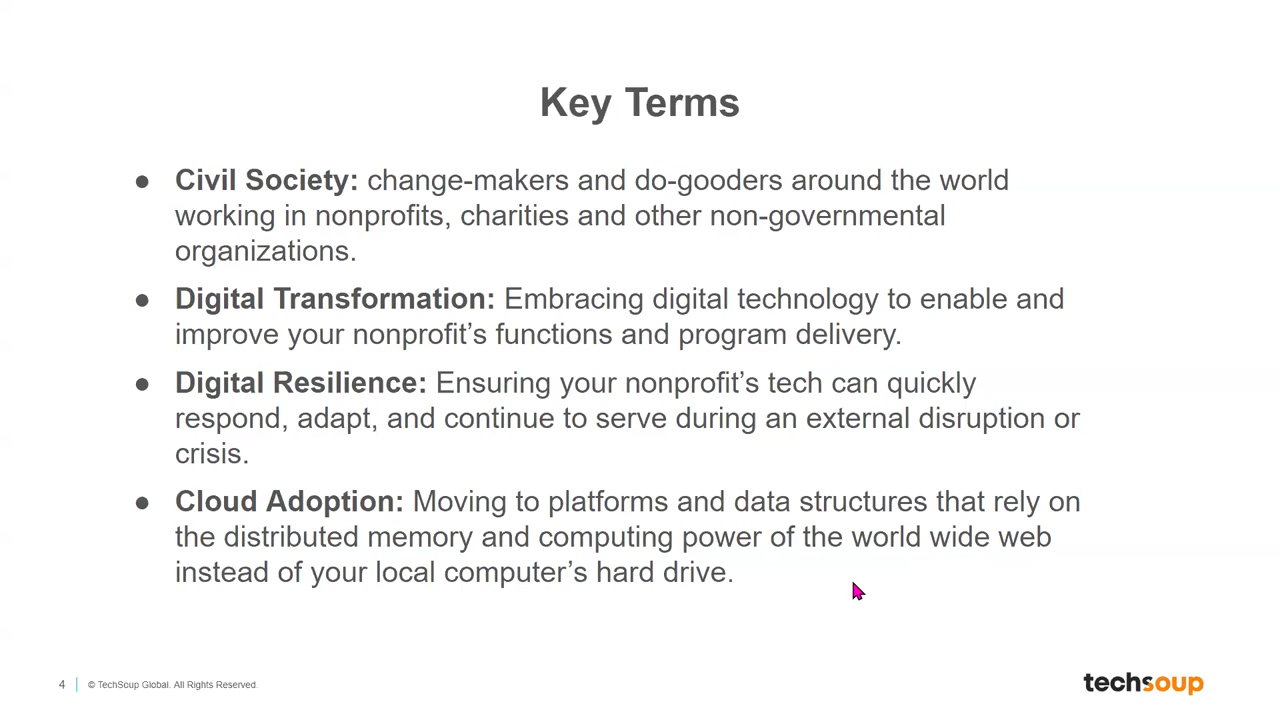 Key Terms
● Civil Society: change-makers and do-gooders around the world
working in nonprofits, charities and other non-governmental
organizations.
● Digital Transformation: Embracing digital technology to enable and
improve your nonprofit’s functions and program delivery.
● Digital Resilience: Ensuring your nonprofit’s tech can quickly
respond, adapt, and continue to serve during an external disruption or
crisis.
● Cloud Adoption: Moving to platforms and data structures that rely on
the distributed memory and computing power of the world wide web
instead of your local computer’s hard drive.
4 | © TechSoup Global. All Rights Reserved.
techsoup